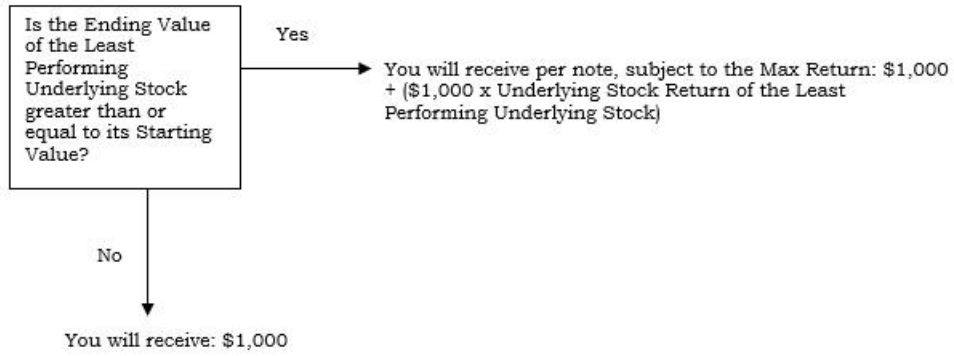 Is the Ending Value
of the Least
Performing
Underlying Stock
greater than or
equal to its Starting
Value?
Yes
You will receive per note, subject to the Max Return: $1,000
+ ($1,000 x Underlying Stock Return of the Least
Performing Underlying Stock)
No
You will receive: $1,000